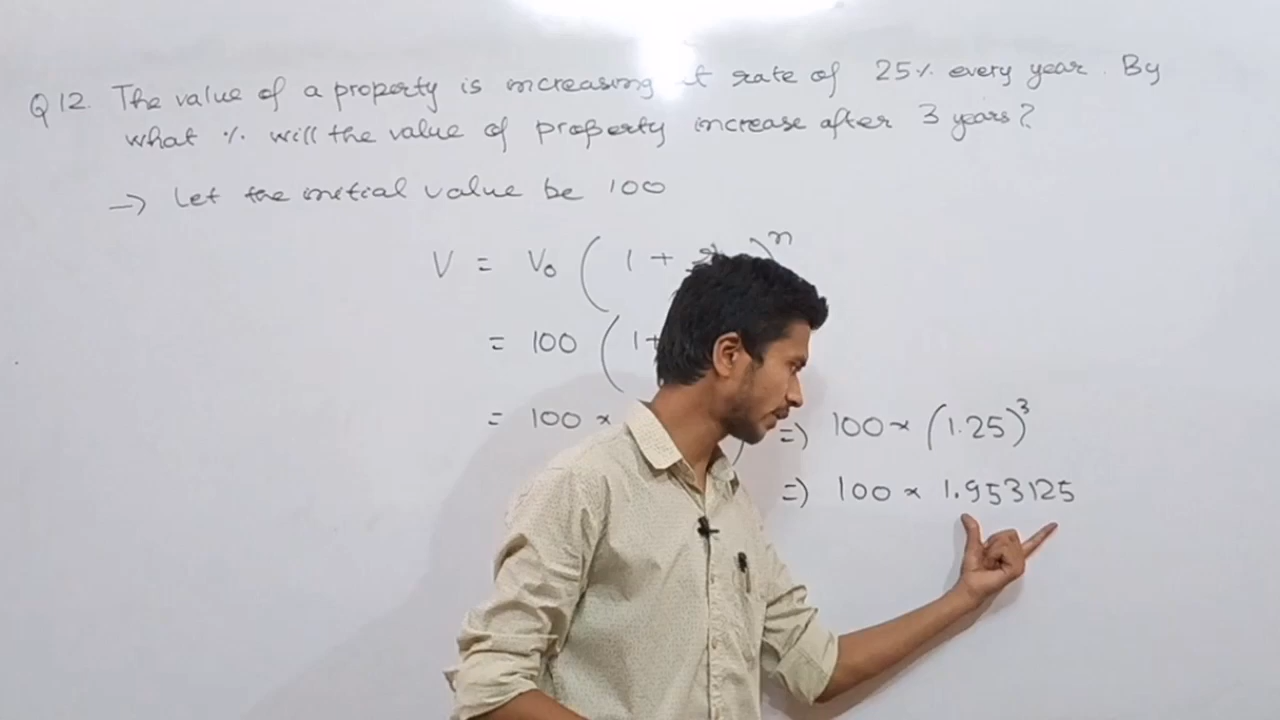 Q 12. The value of a property is increasing rate of 25% every year. By
what % will the value of property increase after 3 years?
→ Let the initial value be 100
V = V₀ ( 1 + )ⁿ
= 100 ( 1+
= 100 ×
⇒ 100 × (1.25)³
⇒ 100 × 1.953125